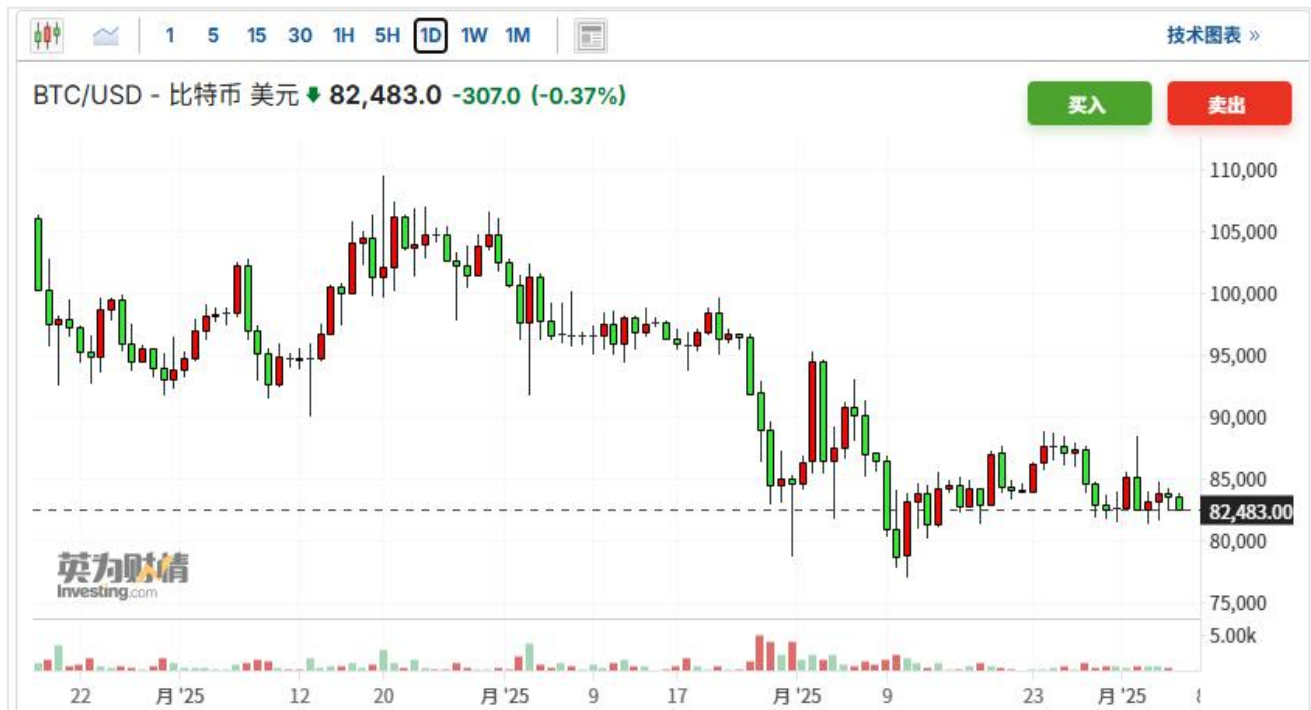 1 5 15 30 1H 5H 1D 1W 1M 技术图表 »
BTC/USD - 比特币 美元 82,483.0 -307.0 (-0.37%) 买入 卖出
110,000
105,000
100,000
95,000
90,000
85,000
82,483.00
80,000
75,000
英为财情
Investing.com
5.00k
22 月 '25 12 20 月 '25 9 17 月 '25 9 23 月 '25